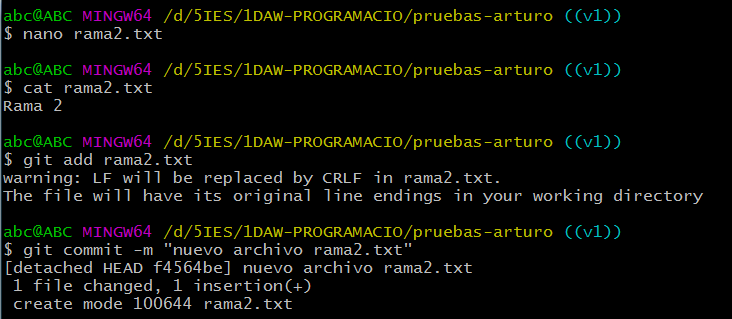 abc@ABC MINGW64 /d/5IES/1DAW-PROGRAMACIO/pruebas-arturo ((v1))
$ nano rama2.txt
abc@ABC MINGW64 /d/5IES/1DAW-PROGRAMACIO/pruebas-arturo ((v1))
$ cat rama2.txt
Rama 2
abc@ABC MINGW64 /d/5IES/1DAW-PROGRAMACIO/pruebas-arturo ((v1))
$ git add rama2.txt
warning: LF will be replaced by CRLF in rama2.txt.
The file will have its original line endings in your working directory
abc@ABC MINGW64 /d/5IES/1DAW-PROGRAMACIO/pruebas-arturo ((v1))
$ git commit -m "nuevo archivo rama2.txt"
[detached HEAD f4564be] nuevo archivo rama2.txt
 1 file changed, 1 insertion(+)
 create mode 100644 rama2.txt